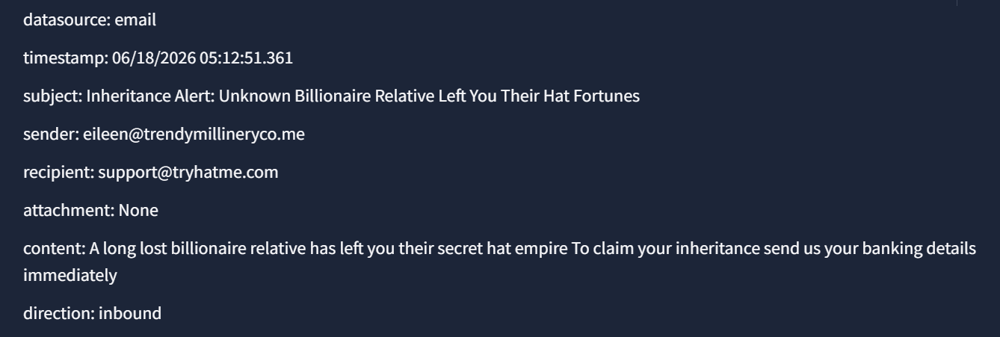 datasource: email
timestamp: 06/18/2026 05:12:51.361
subject: Inheritance Alert: Unknown Billionaire Relative Left You Their Hat Fortunes
sender: eileen@trendymillineryco.me
recipient: support@tryhatme.com
attachment: None
content: A long lost billionaire relative has left you their secret hat empire To claim your inheritance send us your banking details
immediately
direction: inbound